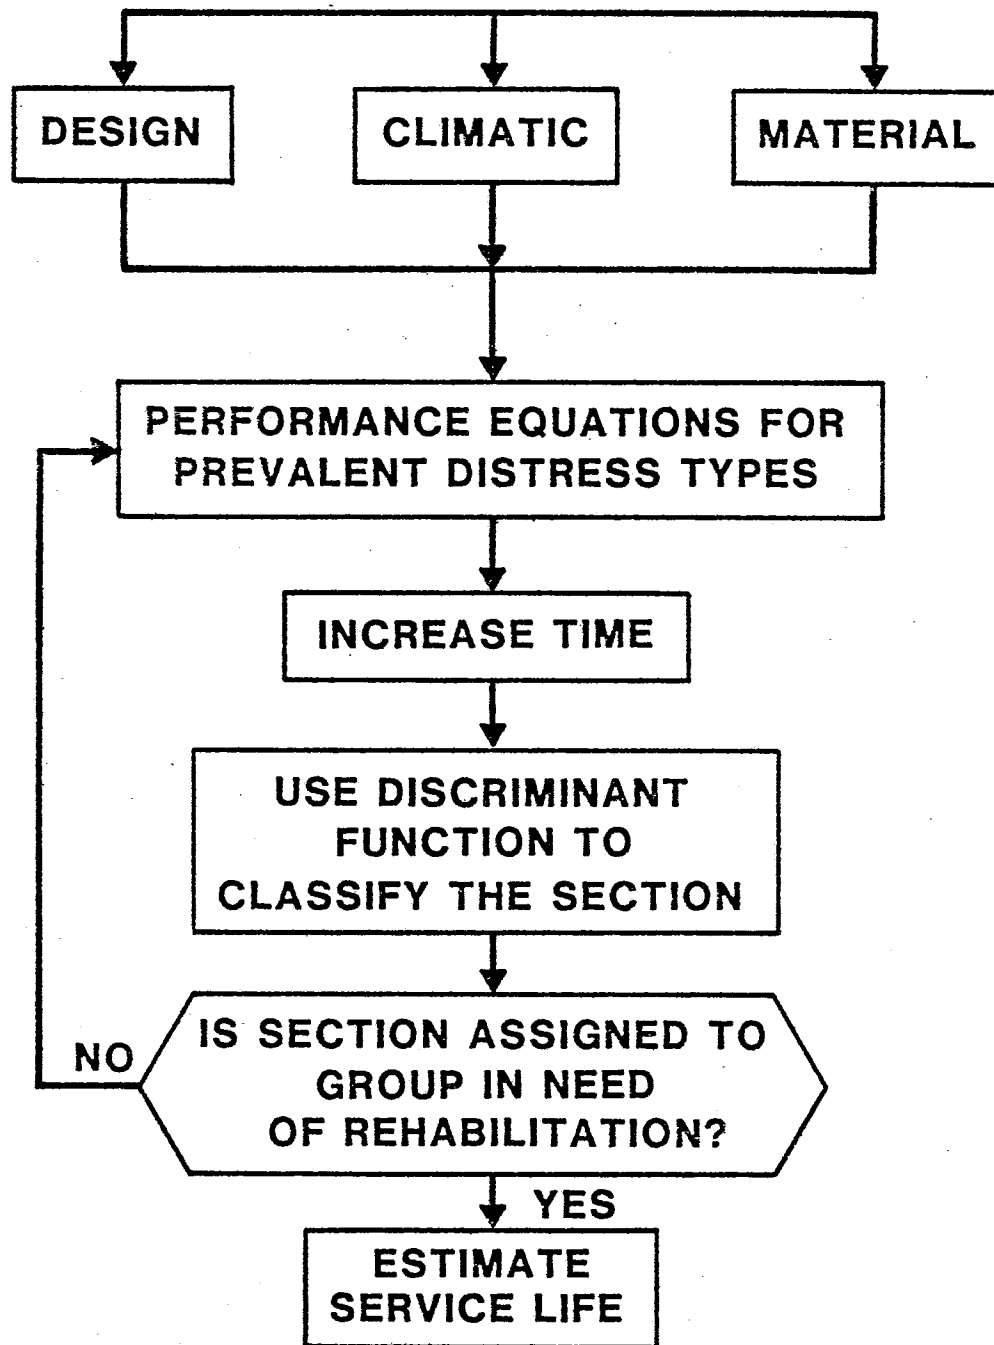 DESIGN
CLIMATIC
MATERIAL
PERFORMANCE EQUATIONS FOR
PREVALENT DISTRESS TYPES
INCREASE TIME
USE DISCRIMINANT
FUNCTION TO
CLASSIFY THE SECTION
IS SECTION ASSIGNED TO
GROUP IN NEED
OF REHABILITATION?
NO
YES
ESTIMATE
SERVICE LIFE